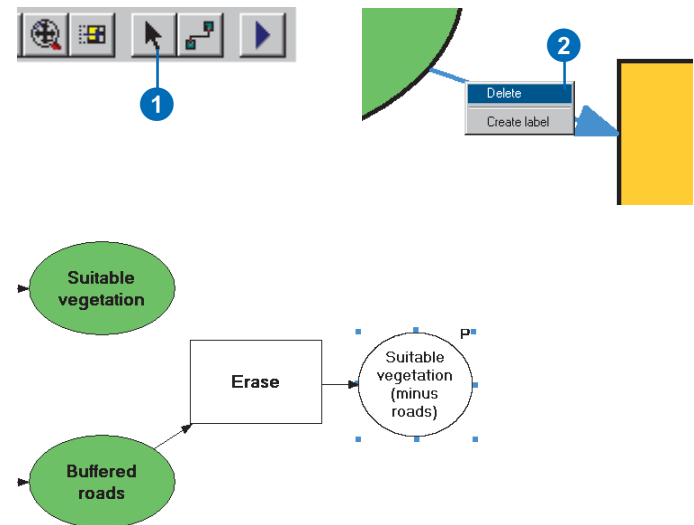 1
2
Delete
Create label
Suitable
vegetation
Erase
P
Suitable
vegetation
(minus
roads)
Buffered
roads